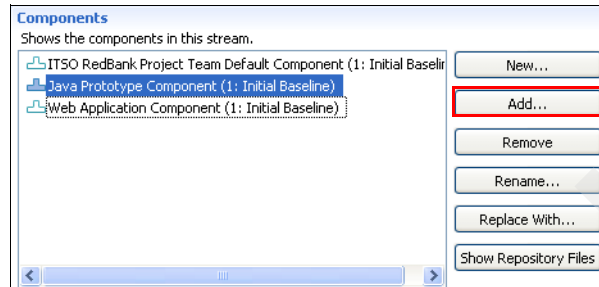 Components
Shows the components in this stream.
ITSO RedBank Project Team Default Component (1: Initial Baselin
Java Prototype Component (1: Initial Baseline)
Web Application Component (1: Initial Baseline)
New...
Add...
Remove
Rename...
Replace With...
Show Repository Files